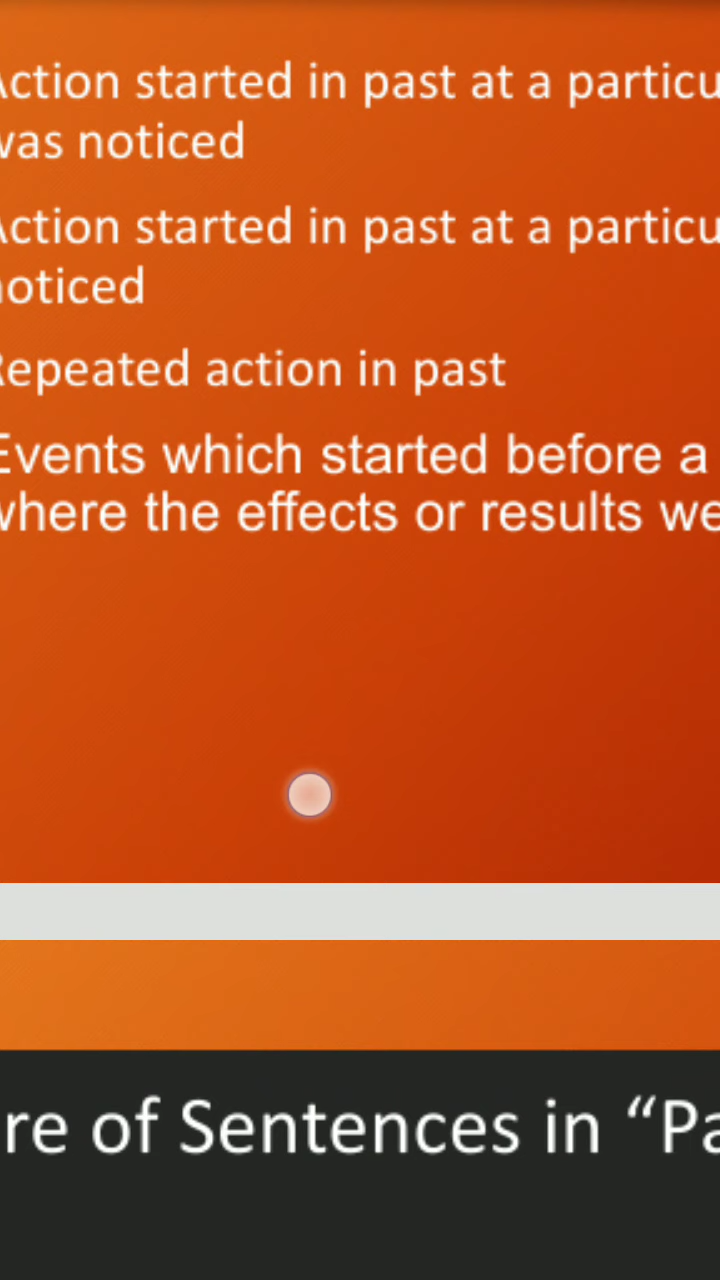 Action started in past at a particu
was noticed
Action started in past at a particu
noticed
Repeated action in past
Events which started before a
where the effects or results we
re of Sentences in “Pa